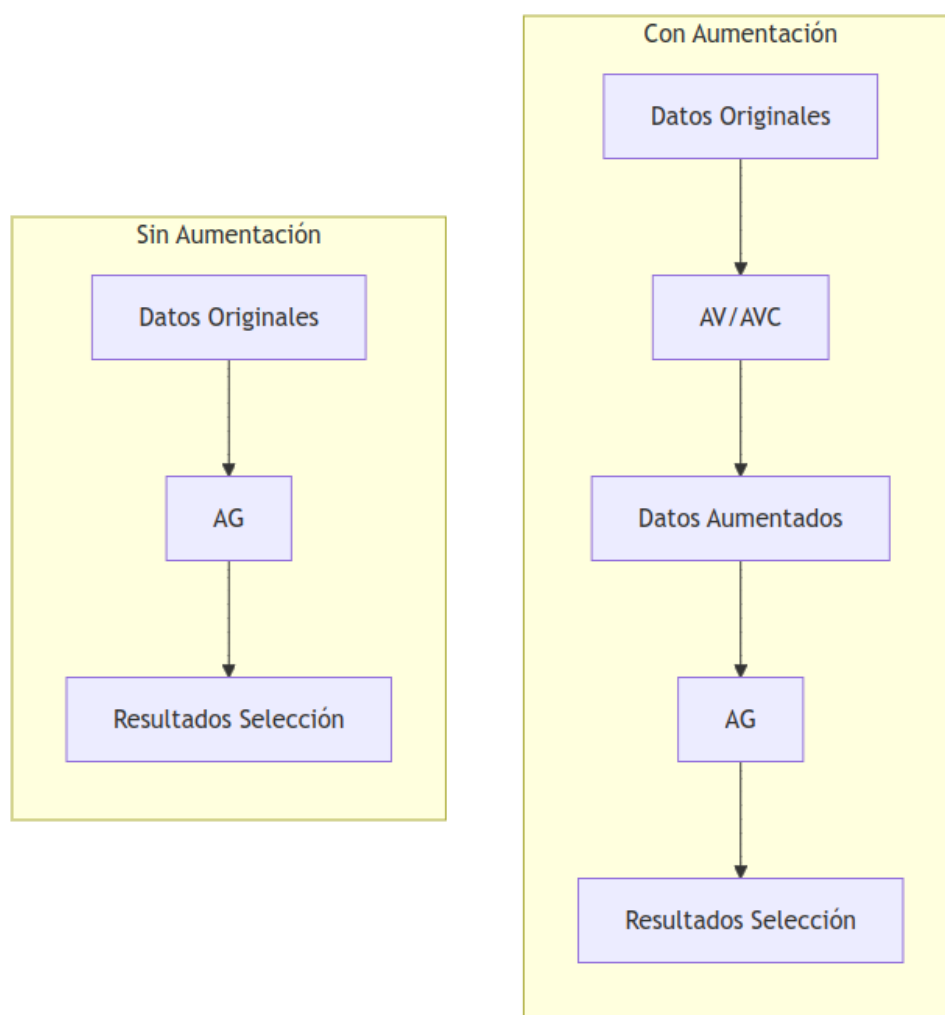 Sin Aumentación
Datos Originales
AG
Resultados Selección
Con Aumentación
Datos Originales
AV/AVC
Datos Aumentados
AG
Resultados Selección